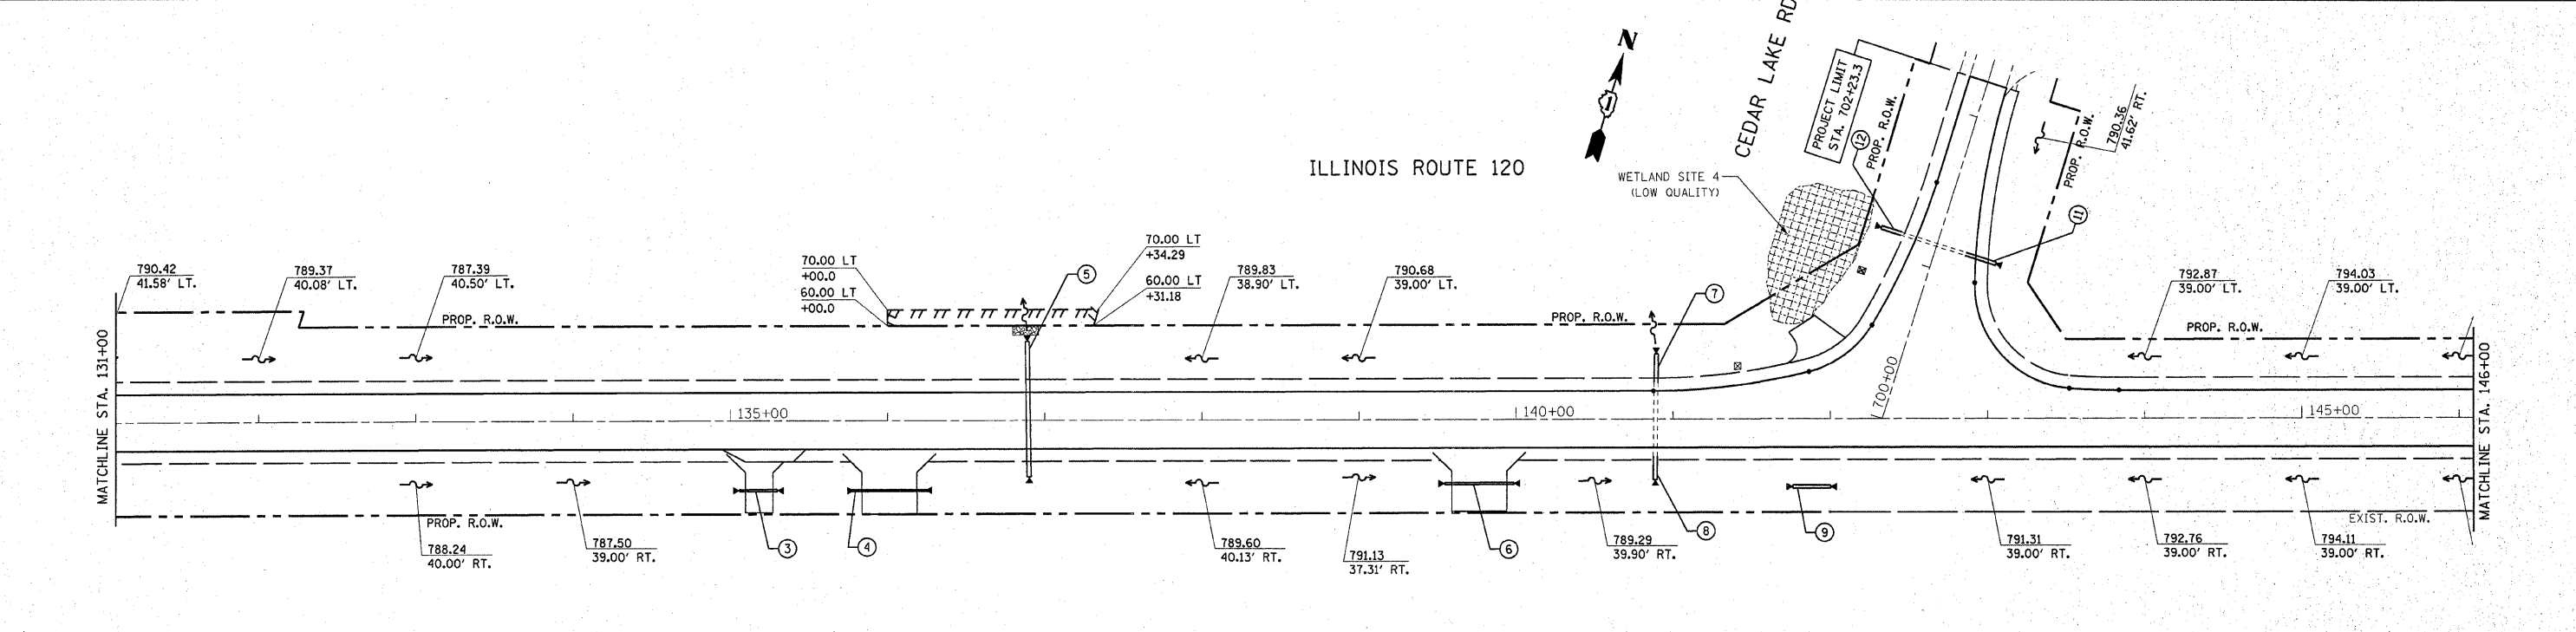 CEDAR LAKE RD
N
ILLINOIS ROUTE 120
PROJECT LIMIT
STA. 702+23.3
12
PROP. R.O.W.
790.36
41.62' RT.
PROP. R.O.W.
11
WETLAND SITE 4
(LOW QUALITY)
790.42
41.58' LT.
789.37
40.08' LT.
787.39
40.50' LT.
70.00 LT
+00.0
60.00 LT
+00.0
5
70.00 LT
+34.29
60.00 LT
+31.18
789.83
38.90' LT.
790.68
39.00' LT.
7
792.87
39.00' LT.
794.03
39.00' LT.
PROP. R.O.W.
PROP. R.O.W.
PROP. R.O.W.
MATCHLINE STA. 131+00
135+00
140+00
700+00
145+00
MATCHLINE STA. 146+00
PROP. R.O.W.
EXIST. R.O.W.
788.24
40.00' RT.
787.50
39.00' RT.
3
4
789.60
40.13' RT.
791.13
37.31' RT.
6
789.29
39.90' RT.
8
9
791.31
39.00' RT.
792.76
39.00' RT.
794.11
39.00' RT.